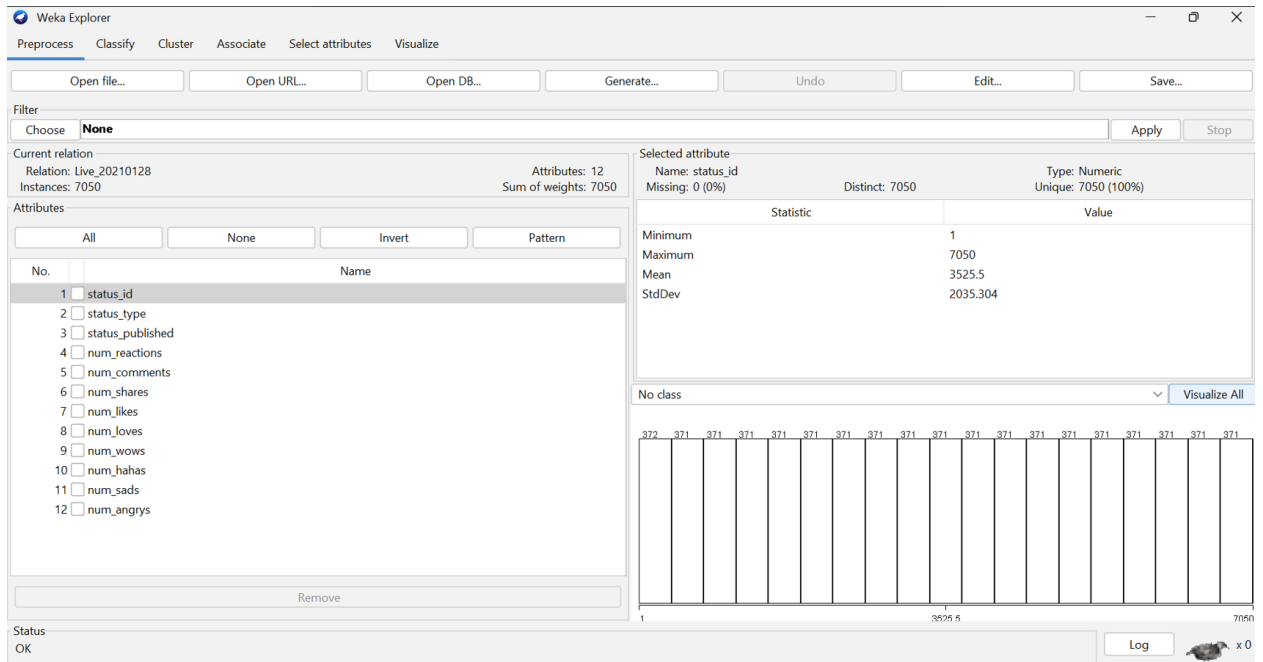 Weka Explorer
Preprocess Classify Cluster Associate Select attributes Visualize
Open file... Open URL... Open DB... Generate... Undo Edit... Save...
Filter
Choose None Apply Stop
Current relation
Relation: Live_20210128 Attributes: 12
Instances: 7050 Sum of weights: 7050
Attributes
All None Invert Pattern
No. Name
1 status_id
2 status_type
3 status_published
4 num_reactions
5 num_comments
6 num_shares
7 num_likes
8 num_loves
9 num_wows
10 num_hahas
11 num_sads
12 num_angrys
Remove
Selected attribute
Name: status_id Type: Numeric
Missing: 0 (0%) Distinct: 7050 Unique: 7050 (100%)
Statistic Value
Minimum 1
Maximum 7050
Mean 3525.5
StdDev 2035.304
No class Visualize All
372 371 371 371 371 371 371 371 371 371 371 371 371 371 371 371 371 371 371
1 3525.5 7050
Status
OK Log x 0